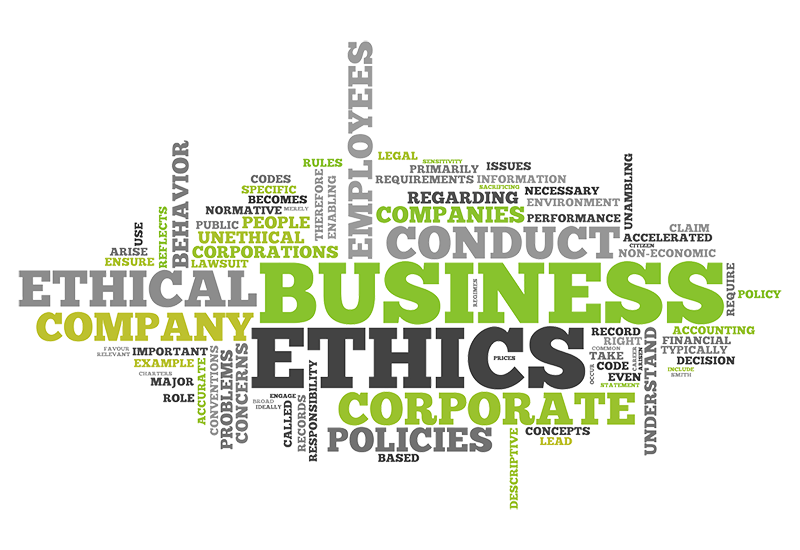 EMPLOYEES
LEGAL
SENSITIVITY
RULES
PRIMARILY
ISSUES
CODES
REQUIREMENTS
INFORMATION
SPECIFIC
SACRIFICING
NECESSARY
BECOMES
REGARDING
ENVIRONMENT
UNAMBLING
BEHAVIOR
THEREFORE
ENABLING
NORMATIVE
MERELY
COMPANIES
PERFORMANCE
PUBLIC
PEOPLE
CLAIM
USE
REFLECTS
UNETHICAL
CONDUCT
ACCELERATED
CITIZEN
ARISE
CORPORATIONS
NON-ECONOMIC
ENSURE
LAWSUIT
ETHICAL
BUSINESS
REGIMEN
REQUIRE
POLICY
COMPANY
ETHICS
RECORD
ACCOUNTING
RIGHT
FINANCIAL
FAVOUR
RELEVANT
IMPORTANT
COMMON
TYPICALLY
PRICES
TAKE
DECISION
EXAMPLE
CODE
CAREER
ARISEN
INCLUDE
SMITH
CHARTERS
EVEN
OCCUR
STATEMENT
MAJOR
ROLE
ACCURATE
CONVENTIONS
PROBLEMS
CONCERNS
ENGAGE
BROAD
IDEALLY
CALLED
RECORDS
RESPONSIBILITY
UNDERSTAND
CORPORATE
POLICIES
CONCEPTS
LEAD
BASED
DESCRIPTIVE